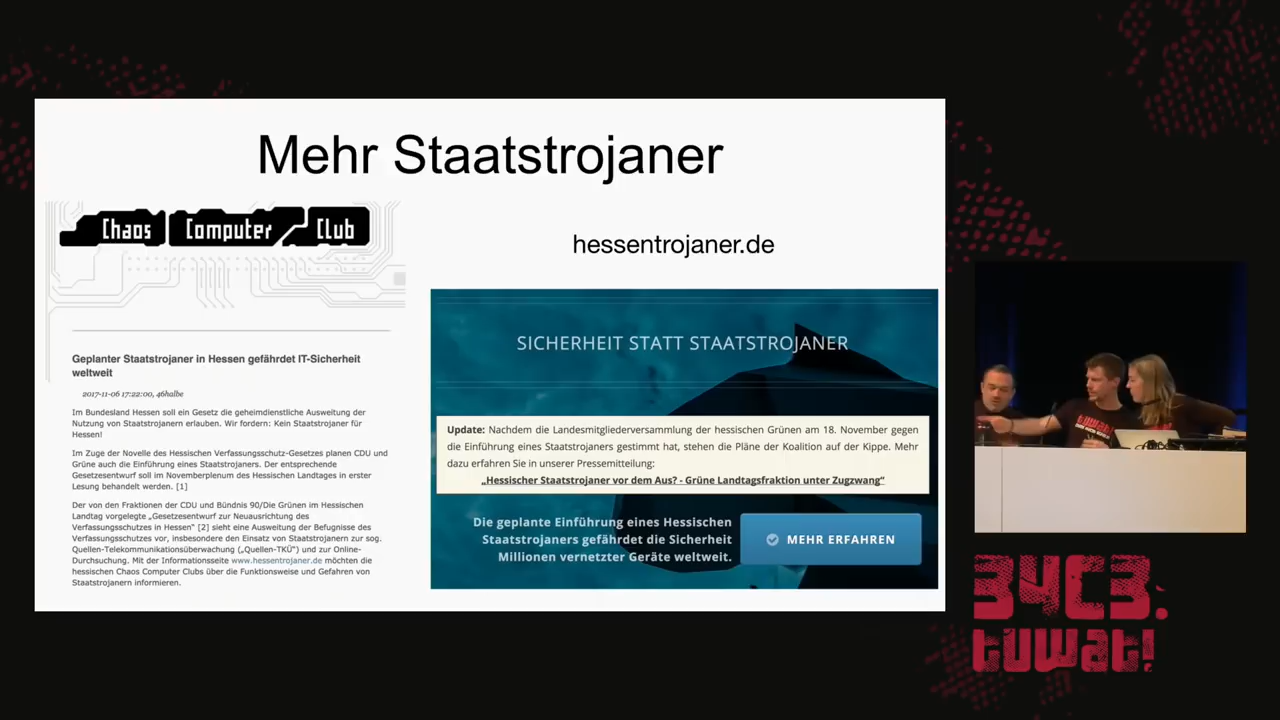 Mehr Staatstrojaner
Chaos Computer Club
Geplanter Staatstrojaner in Hessen gefährdet IT-Sicherheit
weltweit
2017-11-06 17:22:00, 46halbe
Im Bundesland Hessen soll ein Gesetz die geheimdienstliche Ausweitung der
Nutzung von Staatstrojanern erlauben. Wir fordern: Kein Staatstrojaner für
Hessen!
Im Zuge der Novelle des Hessischen Verfassungsschutz-Gesetzes planen CDU und
Grüne auch die Einführung eines Staatstrojaners. Der entsprechende
Gesetzesentwurf soll im Novemberplenum des Hessischen Landtages in erster
Lesung behandelt werden. [1]
Der von den Fraktionen der CDU und Bündnis 90/Die Grünen im Hessischen
Landtag vorgelegte „Gesetzesentwurf zur Neuausrichtung des
Verfassungsschutzes in Hessen“ [2] sieht eine Ausweitung der Befugnisse des
Verfassungsschutzes vor, insbesondere den Einsatz von Staatstrojanern zur sog.
Quellen-Telekommunikationsüberwachung („Quellen-TKÜ“) und zur Online-
Durchsuchung. Mit der Informationsseite www.hessentrojaner.de möchten die
hessischen Chaos Computer Clubs über die Funktionsweise und Gefahren von
Staatstrojanern informieren.
hessentrojaner.de
SICHERHEIT STATT STAATSTROJANER
Update: Nachdem die Landesmitgliederversammlung der hessischen Grünen am 18. November gegen
die Einführung eines Staatstrojaners gestimmt hat, stehen die Pläne der Koalition auf der Kippe. Mehr
dazu erfahren Sie in unserer Pressemitteilung:
„Hessischer Staatstrojaner vor dem Aus? - Grüne Landtagsfraktion unter Zugzwang“
Die geplante Einführung eines Hessischen
Staatstrojaners gefährdet die Sicherheit
Millionen vernetzter Geräte weltweit.
MEHR ERFAHREN
34C3.
tuwat!